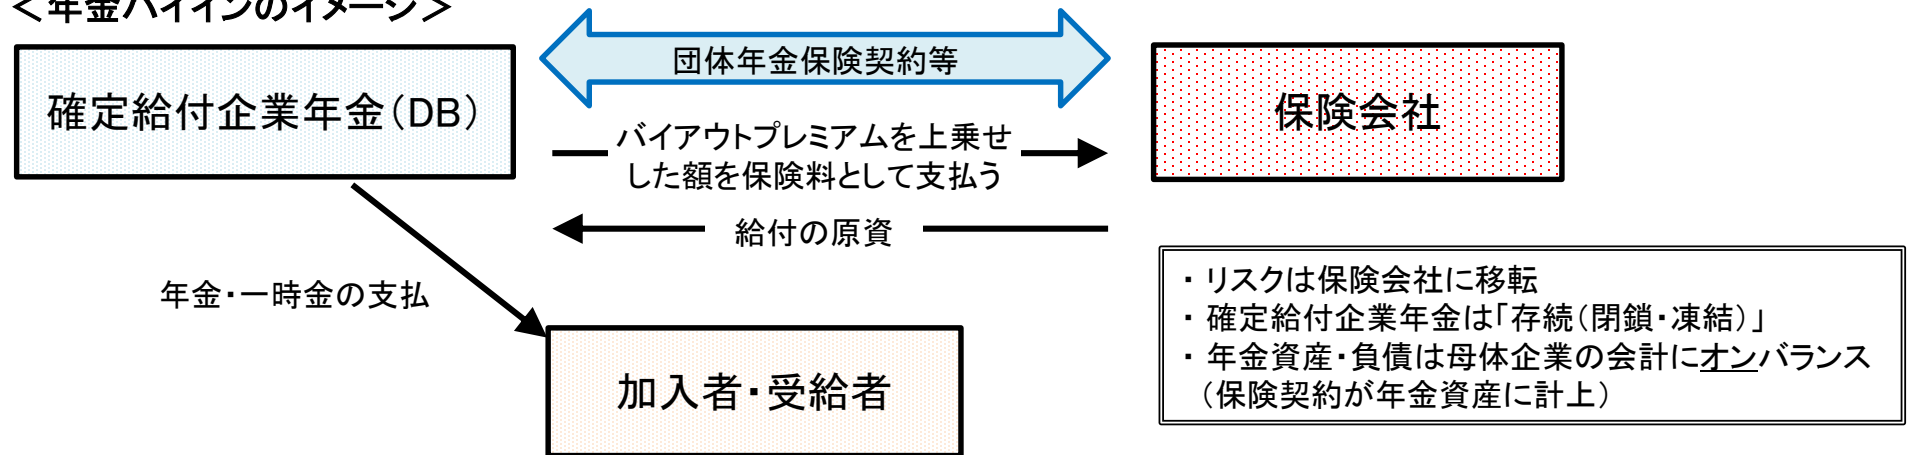 ＜年金バイインのイメージ＞
団体年金保険契約等
確定給付企業年金(DB)
保険会社
バイアウトプレミアムを上乗せ
した額を保険料として支払う
給付の原資
年金・一時金の支払
・ リスクは保険会社に移転
・ 確定給付企業年金は「存続（閉鎖・凍結）」
・ 年金資産・負債は母体企業の会計にオンバランス
（保険契約が年金資産に計上）
加入者・受給者